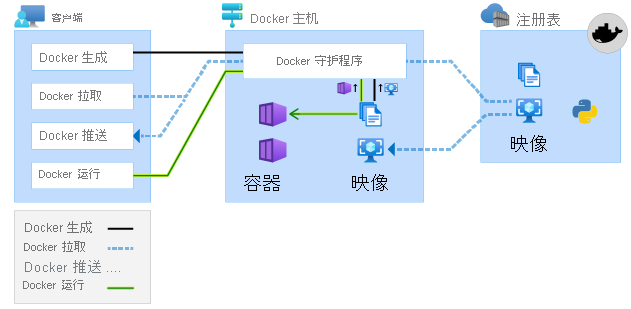 客户端
Docker 生成
Docker 拉取
Docker 推送
Docker 运行
Docker 主机
Docker 守护程序
容器
映像
注册表
映像
Docker 生成
Docker 拉取
Docker 推送 ....
Docker 运行